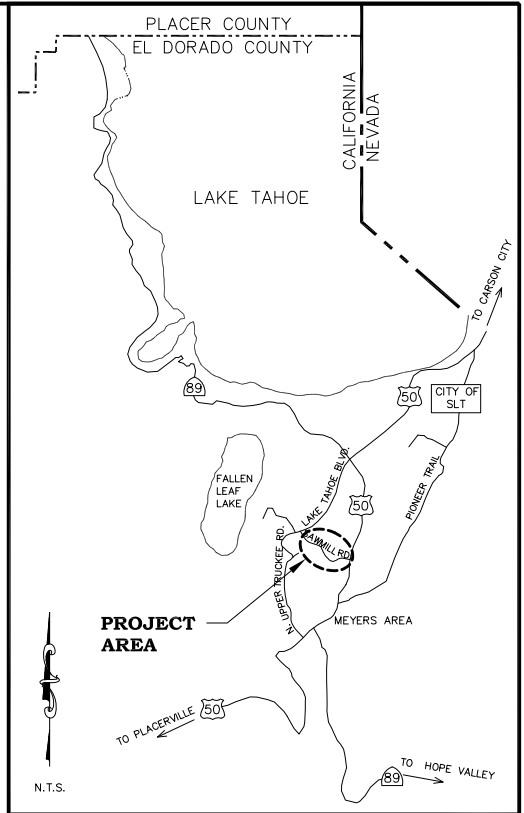 PLACER COUNTY
EL DORADO COUNTY
CALIFORNIA
NEVADA
LAKE TAHOE
TO CARSON CITY
89
50
CITY OF
SLT
LAKE TAHOE BLVD.
50
PIONEER TRAIL
FALLEN
LEAF
LAKE
SAWMILL RD.
N. UPPER TRUCKEE RD.
PROJECT
AREA
MEYERS AREA
50
TO PLACERVILLE
TO HOPE VALLEY
89
N.T.S.